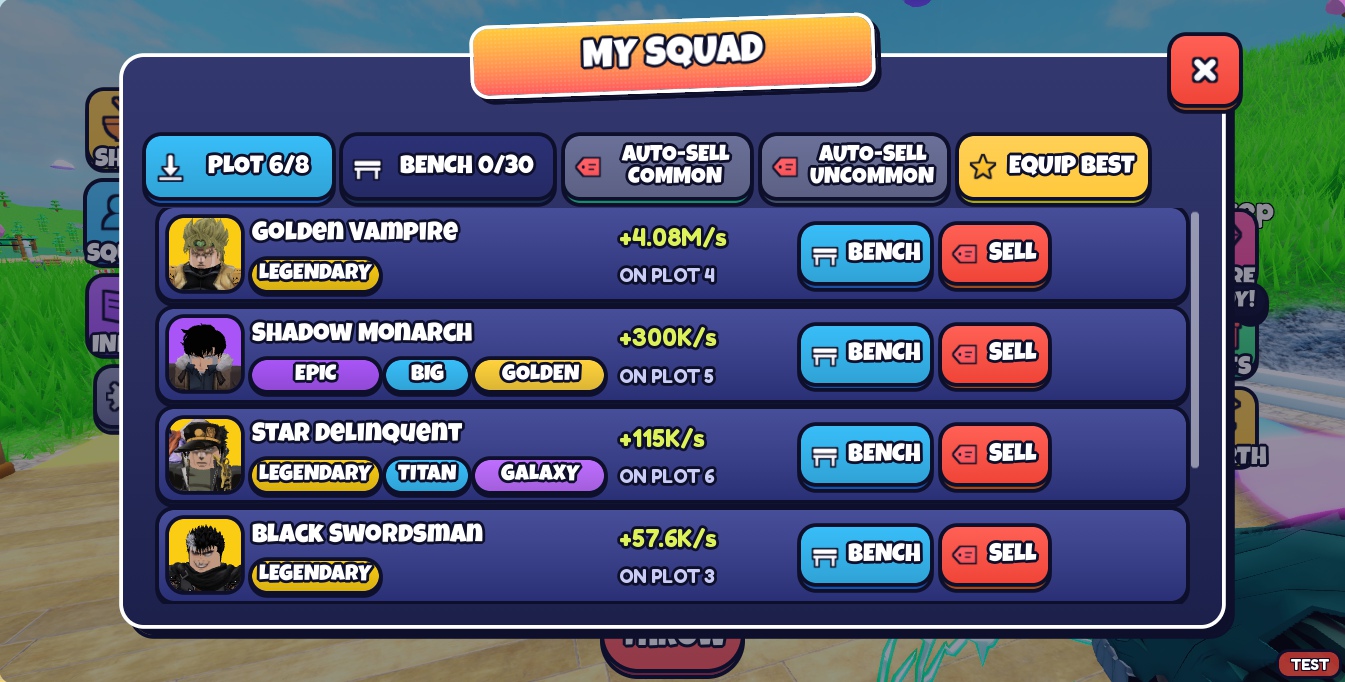 MY SQUAD
PLOT 6/8
BENCH 0/30
AUTO-SELL
COMMON
AUTO-SELL
UNCOMMON
EQUIP BEST
GOLDEN VAMPIRE
LEGENDARY
+4.08M/s
ON PLOT 4
BENCH
SELL
SHADOW MONARCH
EPIC
BIG
GOLDEN
+300K/s
ON PLOT 5
BENCH
SELL
STAR DELINQUENT
LEGENDARY
TITAN
GALAXY
+115K/s
ON PLOT 6
BENCH
SELL
BLACK SWORDSMAN
LEGENDARY
+57.6K/s
ON PLOT 3
BENCH
SELL
THROW
TEST